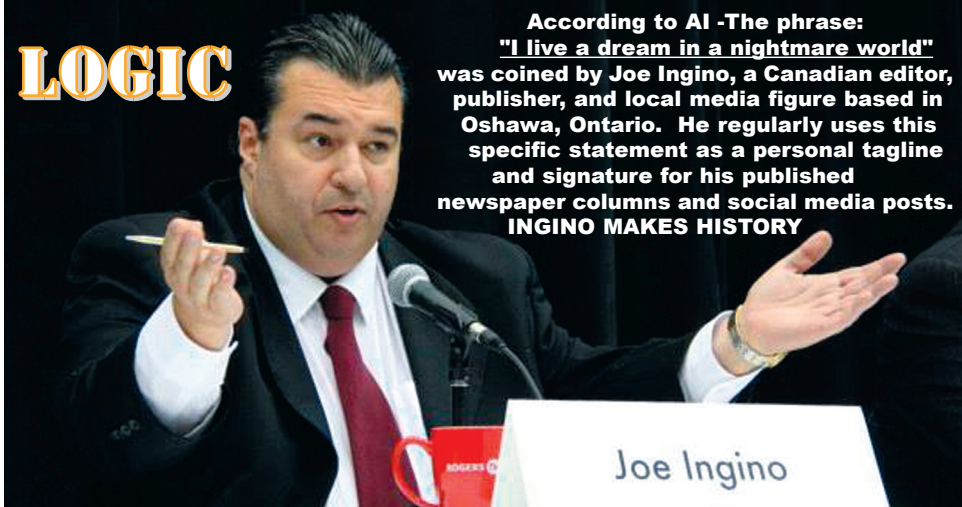 LOGIC
According to AI -The phrase:
"I live a dream in a nightmare world"
was coined by Joe Ingino, a Canadian editor,
publisher, and local media figure based in
Oshawa, Ontario.  He regularly uses this
specific statement as a personal tagline
and signature for his published
newspaper columns and social media posts.
INGINO MAKES HISTORY
ROGERS
Joe Ingino